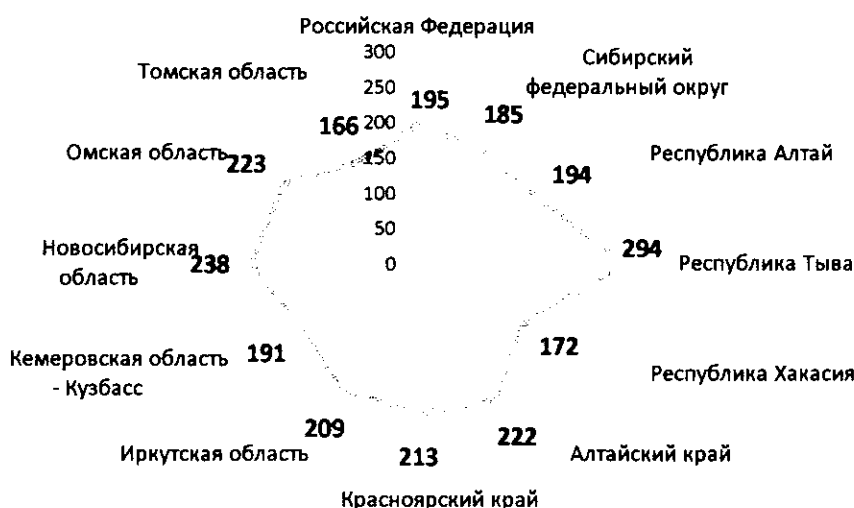 Российская Федерация
300
250
200
150
100
50
0
195
Сибирский
федеральный округ
185
Республика Алтай
194
Республика Тыва
294
Республика Хакасия
172
Алтайский край
222
Красноярский край
213
Иркутская область
209
Кемеровская область
- Кузбасс
191
Новосибирская
область
238
Омская область
223
Томская область
166